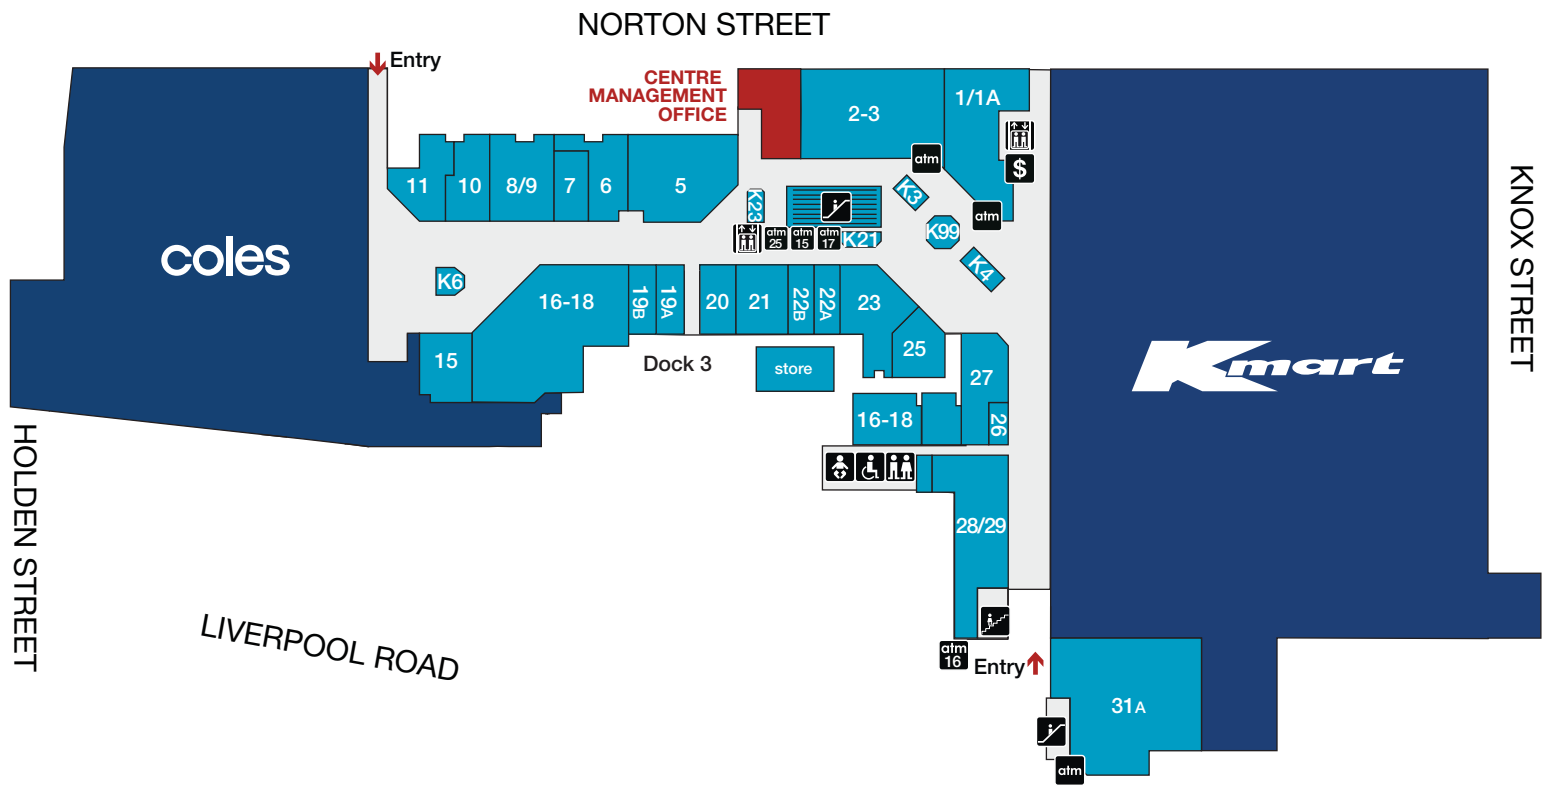 NORTON STREET
Entry
CENTRE
MANAGEMENT
OFFICE
1/1A
2-3
atm
$
KNOX STREET
11
10
8/9
7
6
5
K23
K3
atm
K99
atm
25
atm
15
atm
17
K21
K4
coles
K6
16-18
19B
19A
20
21
22B
22A
23
15
Dock 3
store
25
27
Kmart
16-18
26
HOLDEN STREET
28/29
LIVERPOOL ROAD
atm
16
Entry
31A
atm